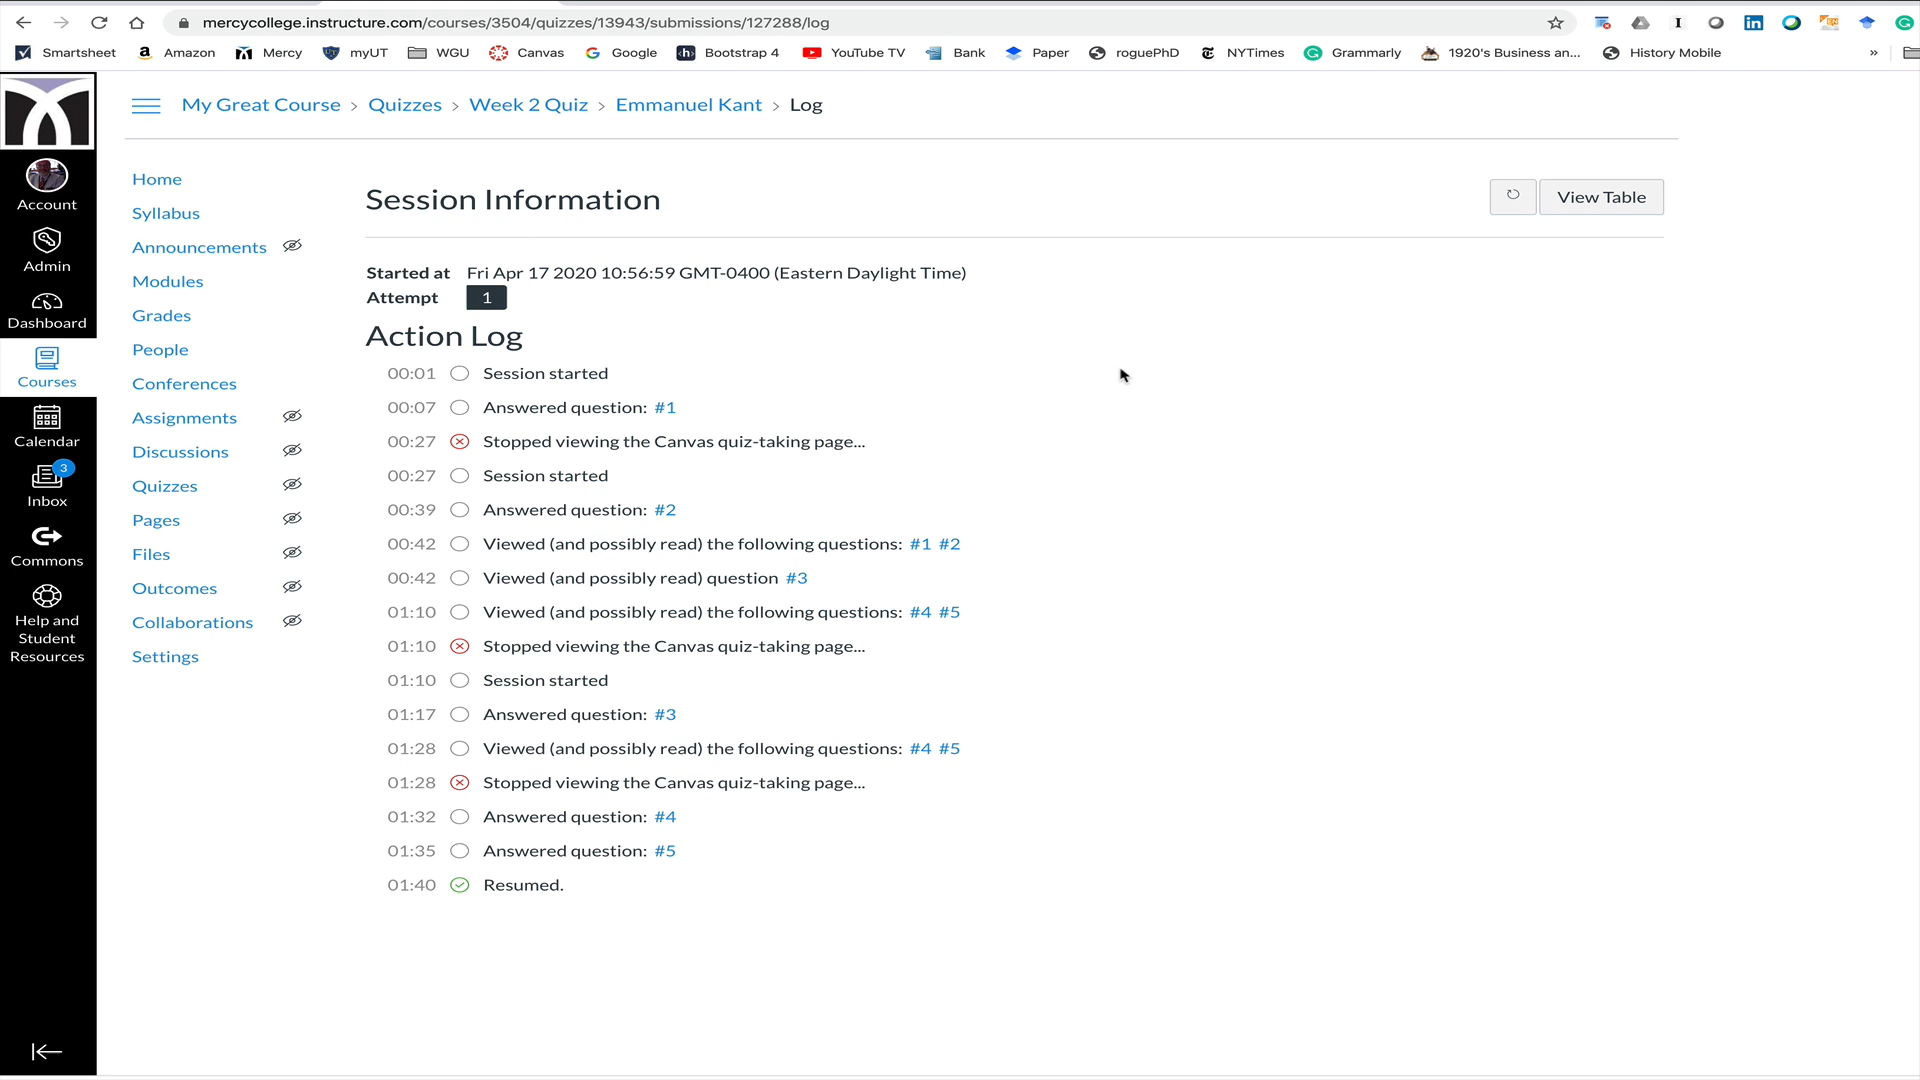 mercycollege.instructure.com/courses/3504/quizzes/13943/submissions/127288/log
Smartsheet Amazon Mercy myUT WGU Canvas Google Bootstrap 4 YouTube TV Bank Paper roguePhD NYTimes Grammarly 1920's Business an... History Mobile »
My Great Course > Quizzes > Week 2 Quiz > Emmanuel Kant > Log
Account
Admin
Dashboard
Courses
Calendar
3
Inbox
Commons
Help and
Student
Resources
Home
Syllabus
Announcements
Modules
Grades
People
Conferences
Assignments
Discussions
Quizzes
Pages
Files
Outcomes
Collaborations
Settings
Session Information
View Table
Started at Fri Apr 17 2020 10:56:59 GMT-0400 (Eastern Daylight Time)
Attempt 1
Action Log
00:01 Session started
00:07 Answered question: #1
00:27 Stopped viewing the Canvas quiz-taking page...
00:27 Session started
00:39 Answered question: #2
00:42 Viewed (and possibly read) the following questions: #1 #2
00:42 Viewed (and possibly read) question #3
01:10 Viewed (and possibly read) the following questions: #4 #5
01:10 Stopped viewing the Canvas quiz-taking page...
01:10 Session started
01:17 Answered question: #3
01:28 Viewed (and possibly read) the following questions: #4 #5
01:28 Stopped viewing the Canvas quiz-taking page...
01:32 Answered question: #4
01:35 Answered question: #5
01:40 Resumed.